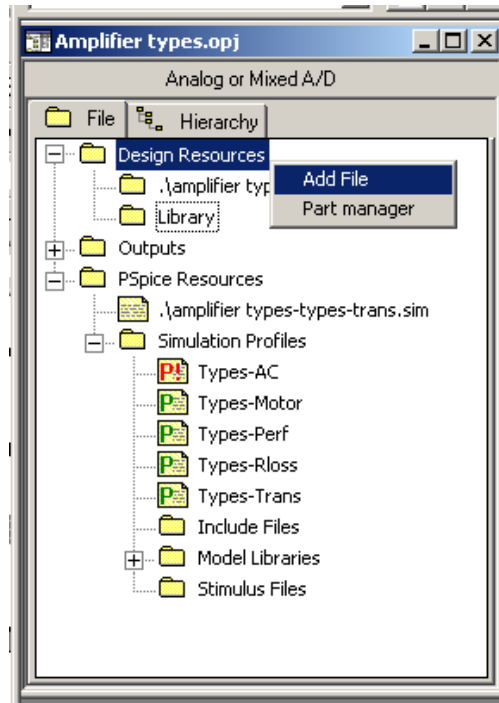 Amplifier types.opj
Analog or Mixed A/D
File Hierarchy
Design Resources
.\amplifier typ
Add File
Library
Part manager
Outputs
PSpice Resources
.\amplifier types-types-trans.sim
Simulation Profiles
Types-AC
Types-Motor
Types-Perf
Types-Rloss
Types-Trans
Include Files
Model Libraries
Stimulus Files